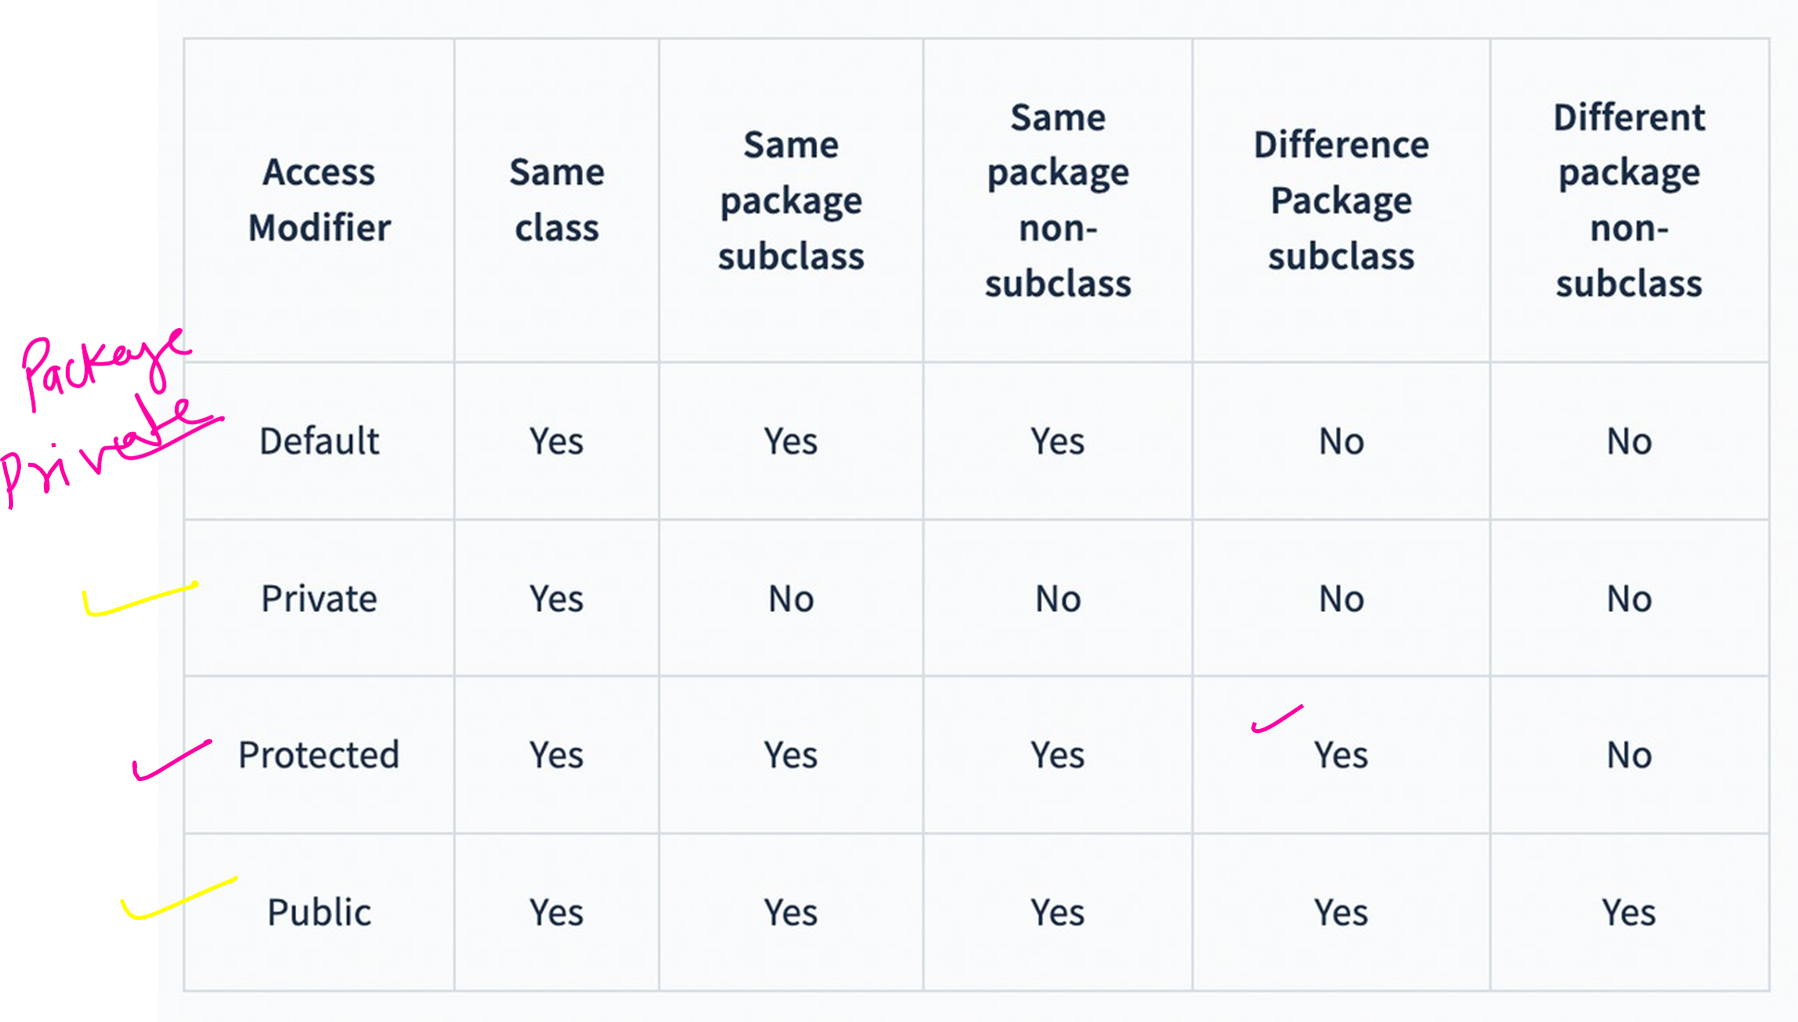 Access Modifier
Same class
Same package subclass
Same package non-subclass
Difference Package subclass
Different package non-subclass
Package
Private
Default Yes Yes Yes No No
Private Yes No No No No
Protected Yes Yes Yes Yes No
Public Yes Yes Yes Yes Yes